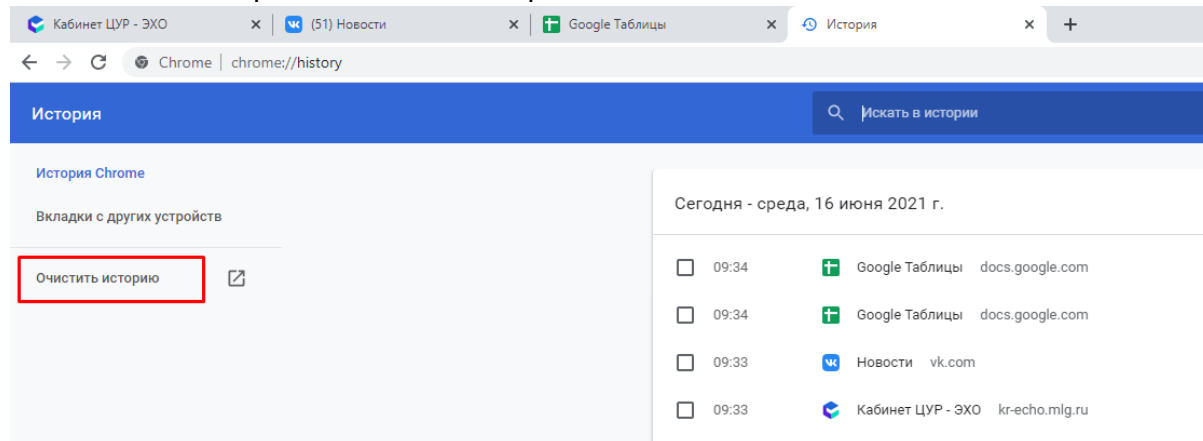 Кабинет ЦУР - ЭХО (51) Новости Google Таблицы История
Chrome chrome://history
История Искать в истории
История Chrome
Вкладки с других устройств
Очистить историю
Сегодня - среда, 16 июня 2021 г.
09:34 Google Таблицы docs.google.com
09:34 Google Таблицы docs.google.com
09:33 Новости vk.com
09:33 Кабинет ЦУР - ЭХО kr-echo.mlg.ru